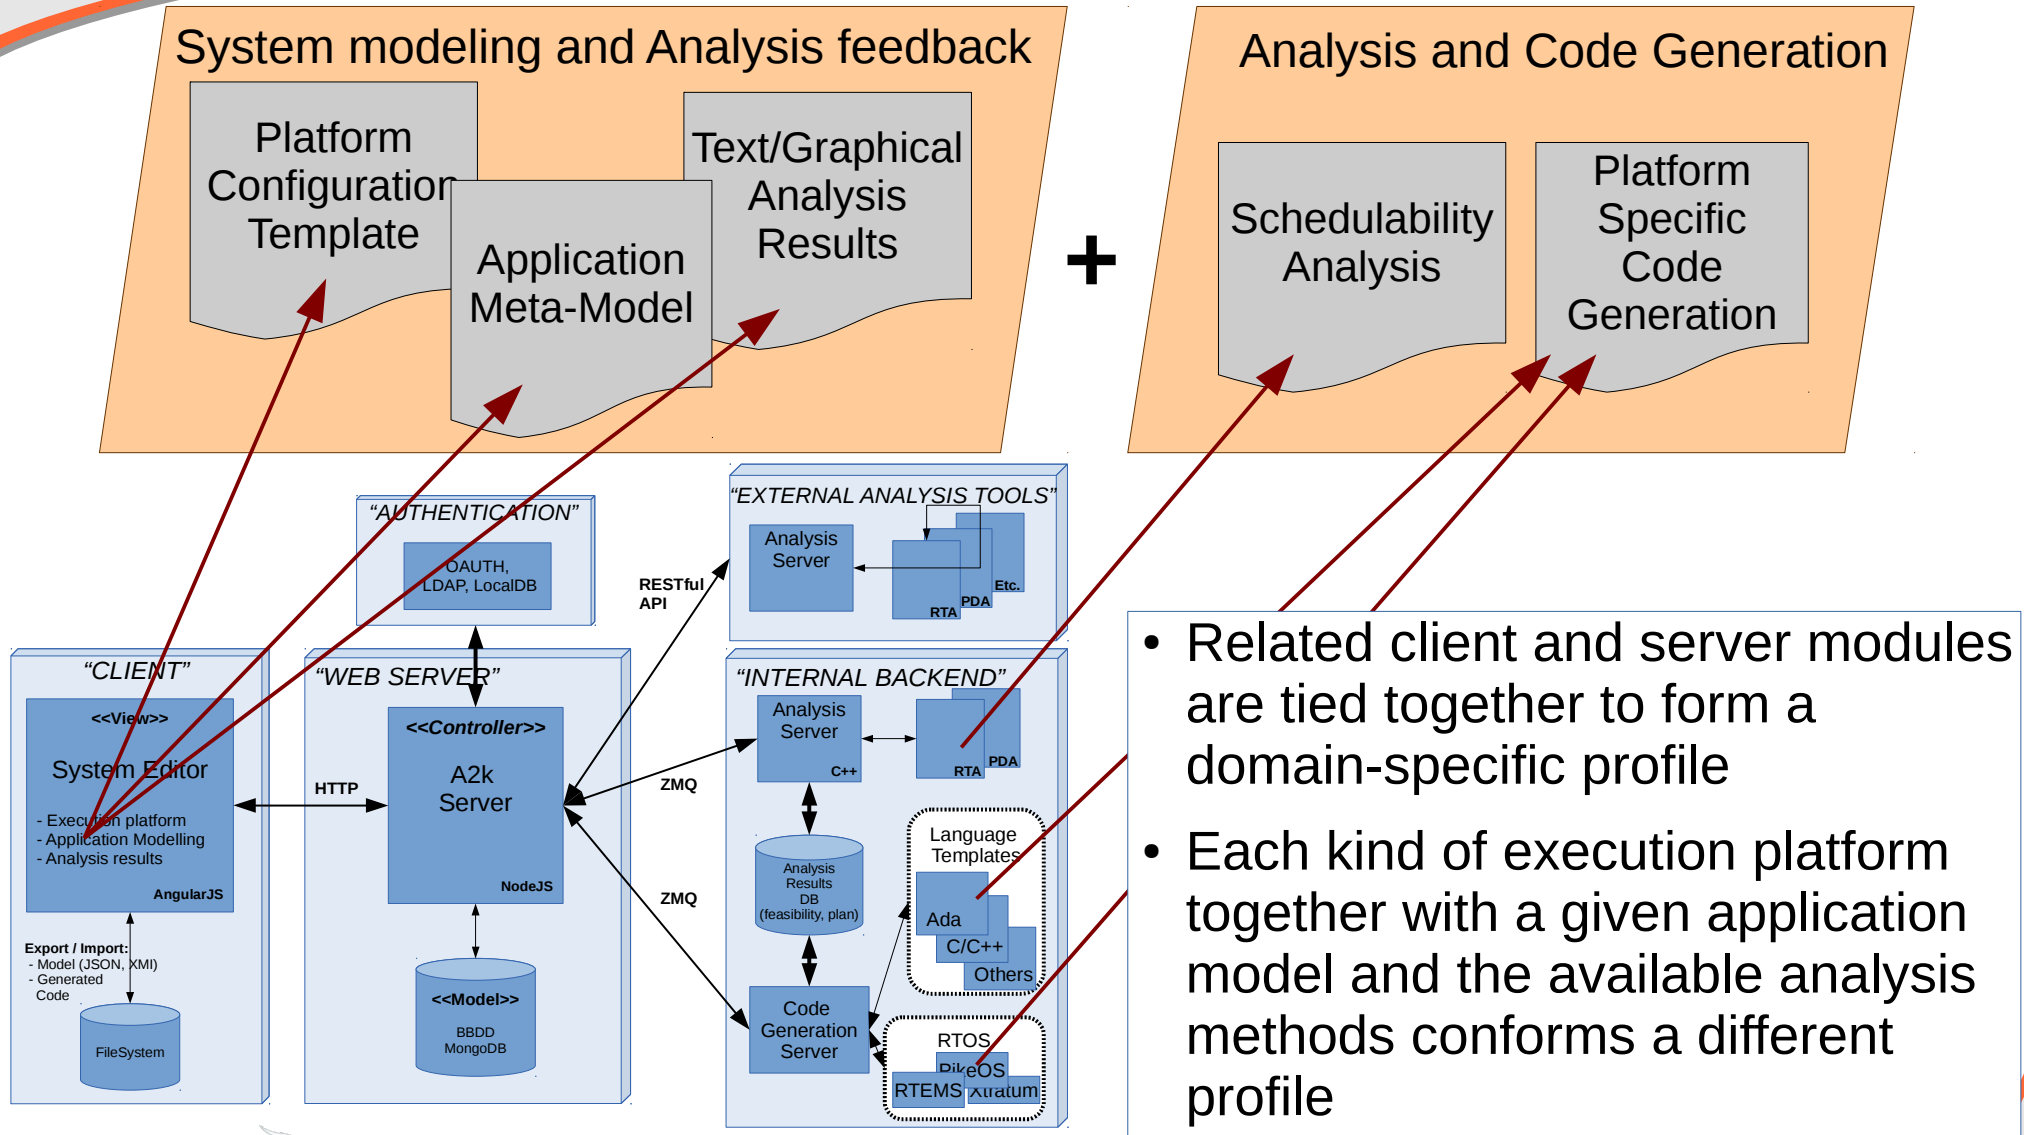 System modeling and Analysis feedback
Platform
Configuration
Template
Application
Meta-Model
Text/Graphical
Analysis
Results
+
Analysis and Code Generation
Schedulability
Analysis
Platform
Specific
Code
Generation
“AUTHENTICATION”
OAUTH,
LDAP, LocalDB
“EXTERNAL ANALYSIS TOOLS”
Analysis
Server
RTA
PDA
Etc.
RESTful
API
“CLIENT”
<<View>>
System Editor
- Execution platform
- Application Modelling
- Analysis results
AngularJS
Export / Import:
- Model (JSON, XMI)
- Generated
Code
FileSystem
HTTP
“WEB SERVER”
<<Controller>>
A2k
Server
NodeJS
<<Model>>
BBDD
MongoDB
ZMQ
ZMQ
“INTERNAL BACKEND”
Analysis
Server
C++
RTA
PDA
Analysis
Results
DB
(feasibility, plan)
Language
Templates
Ada
C/C++
Others
Code
Generation
Server
RTOS
PikeOS
RTEMS
Xtratum
• Related client and server modules
are tied together to form a
domain-specific profile
• Each kind of execution platform
together with a given application
model and the available analysis
methods conforms a different
profile